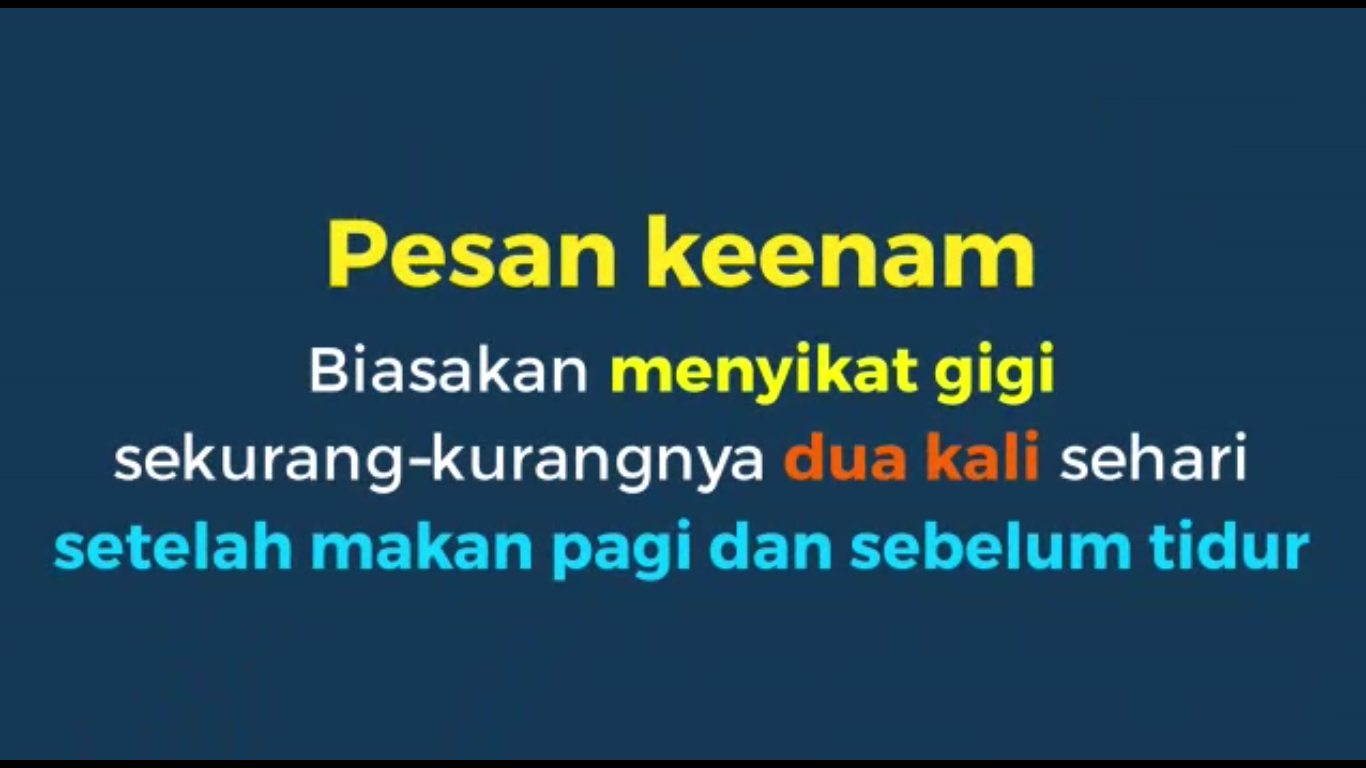 Pesan keenam
Biasakan menyikat gigi
sekurang-kurangnya dua kali sehari
setelah makan pagi dan sebelum tidur